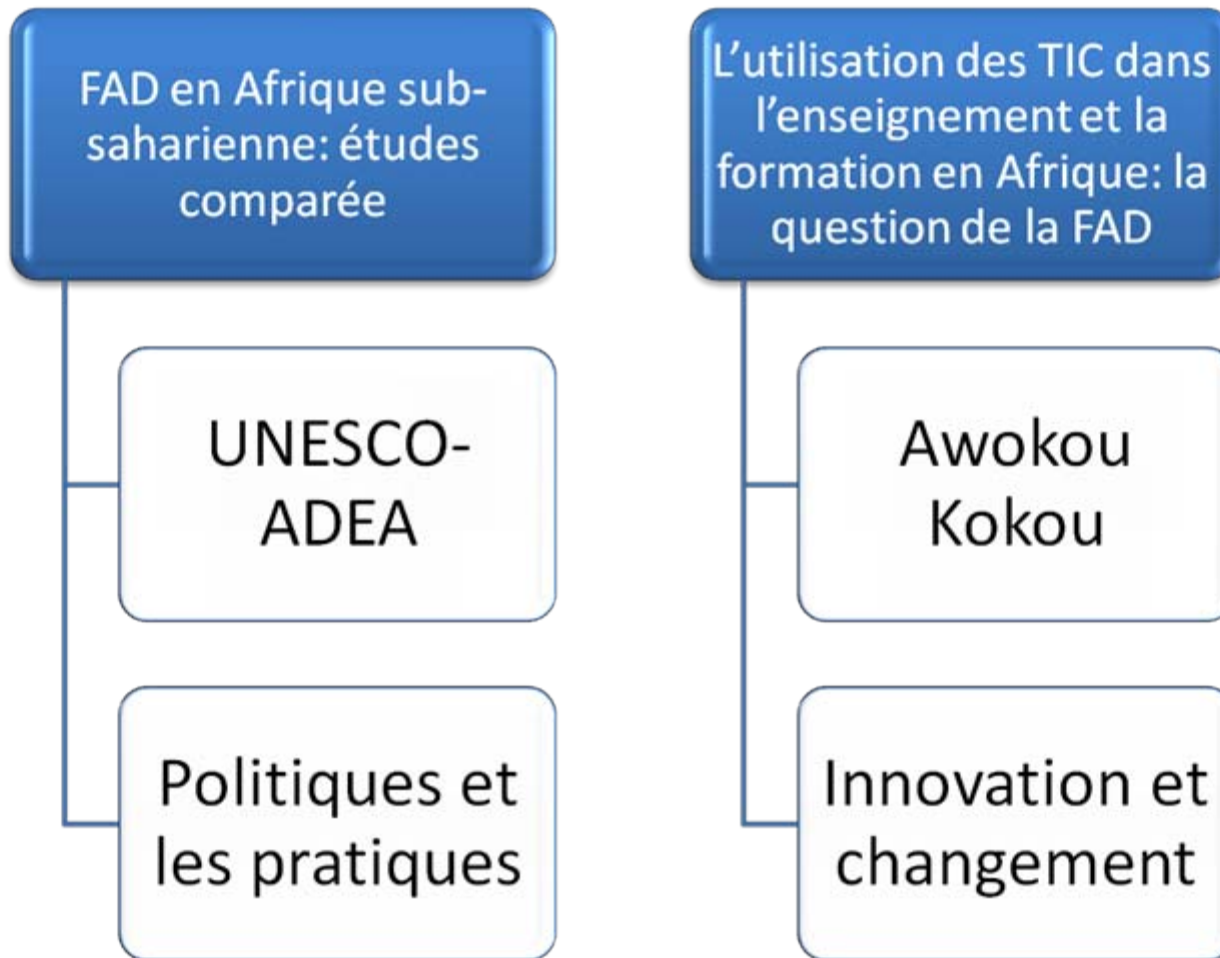 FAD en Afrique sub-
saharienne: études
comparée
UNESCO-
ADEA
Politiques et
les pratiques
L’utilisation des TIC dans
l’enseignement et la
formation en Afrique: la
question de la FAD
Awokou
Kokou
Innovation et
changement